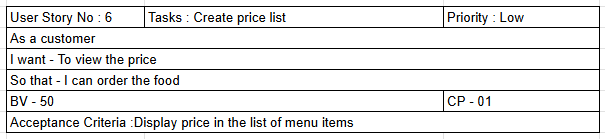 User Story No : 6 Tasks : Create price list Priority : Low
As a customer
I want - To view the price
So that - I can order the food
BV - 50 CP - 01
Acceptance Criteria :Display price in the list of menu items